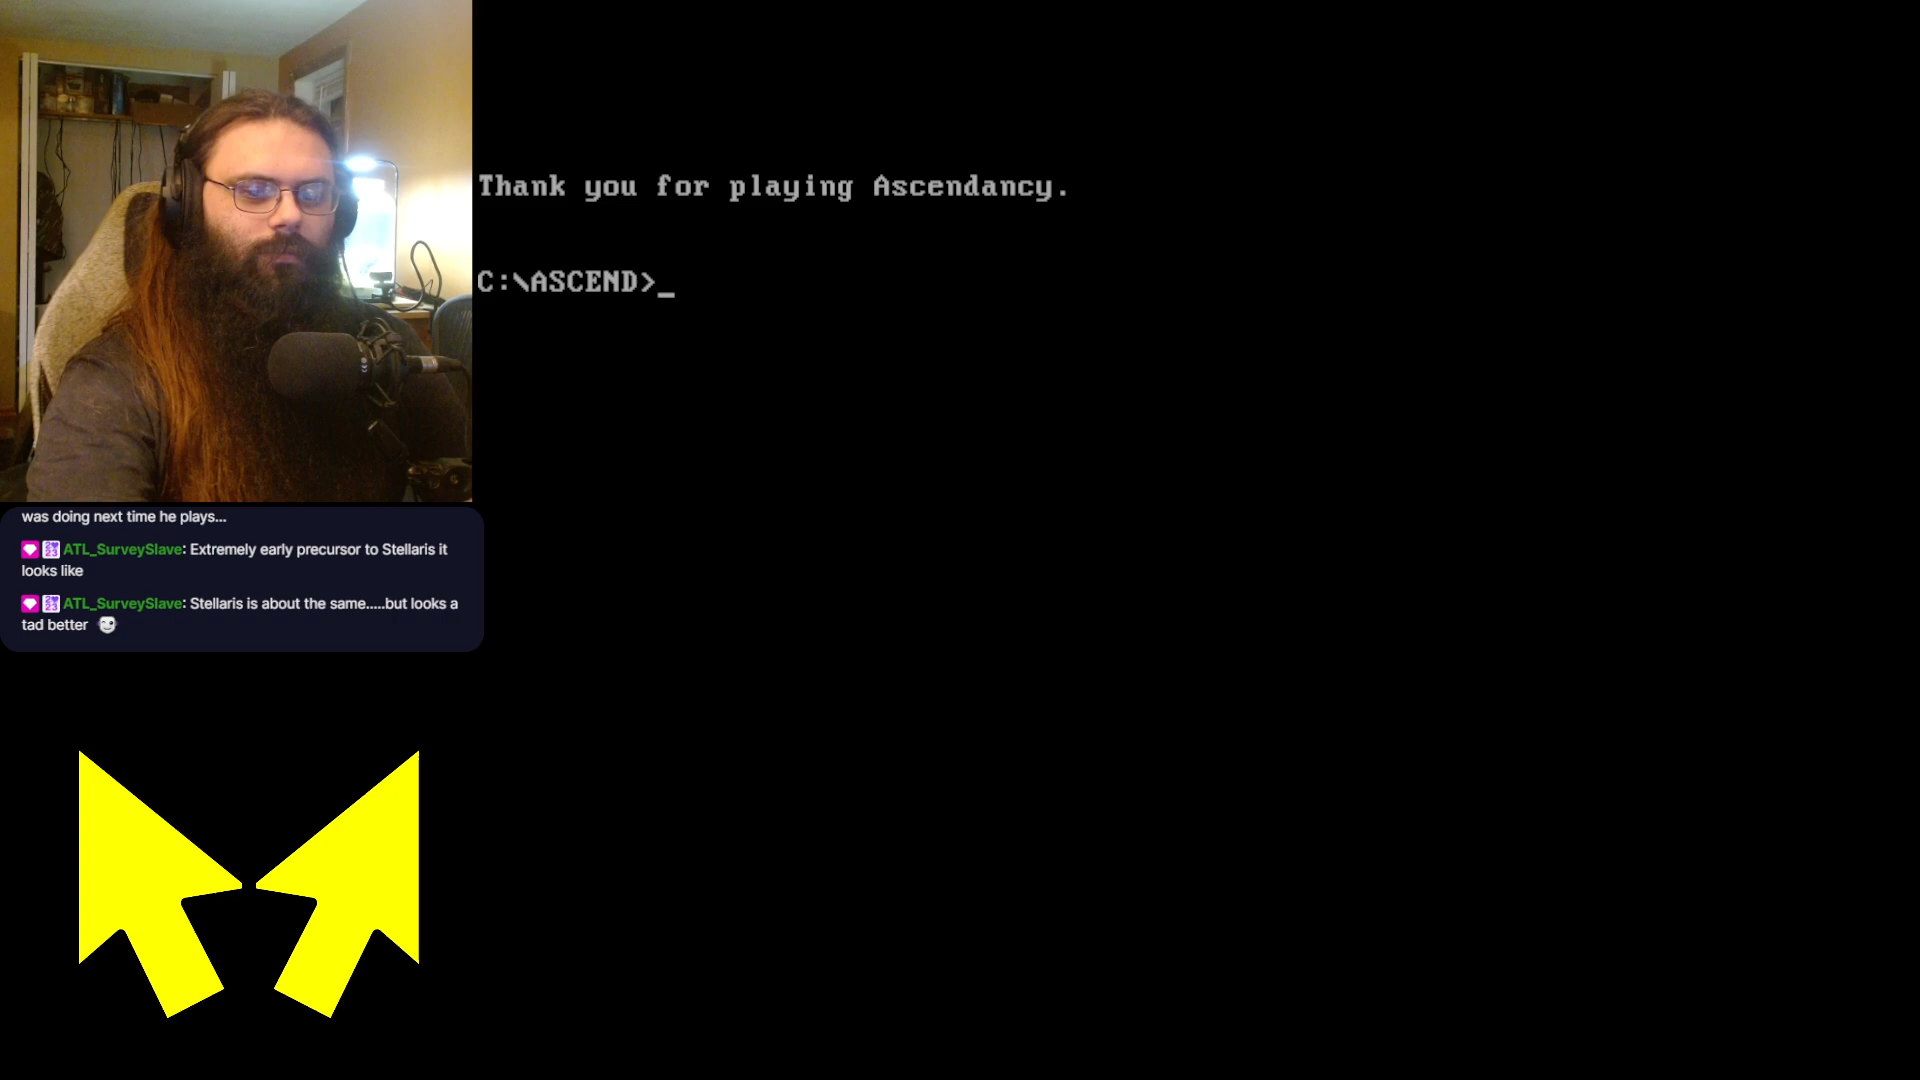 Thank you for playing Ascendancy.
C:\ASCEND>_
was doing next time he plays...
ATL_SurveySlave: Extremely early precursor to Stellaris it
looks like
ATL_SurveySlave: Stellaris is about the same.....but looks a
tad better